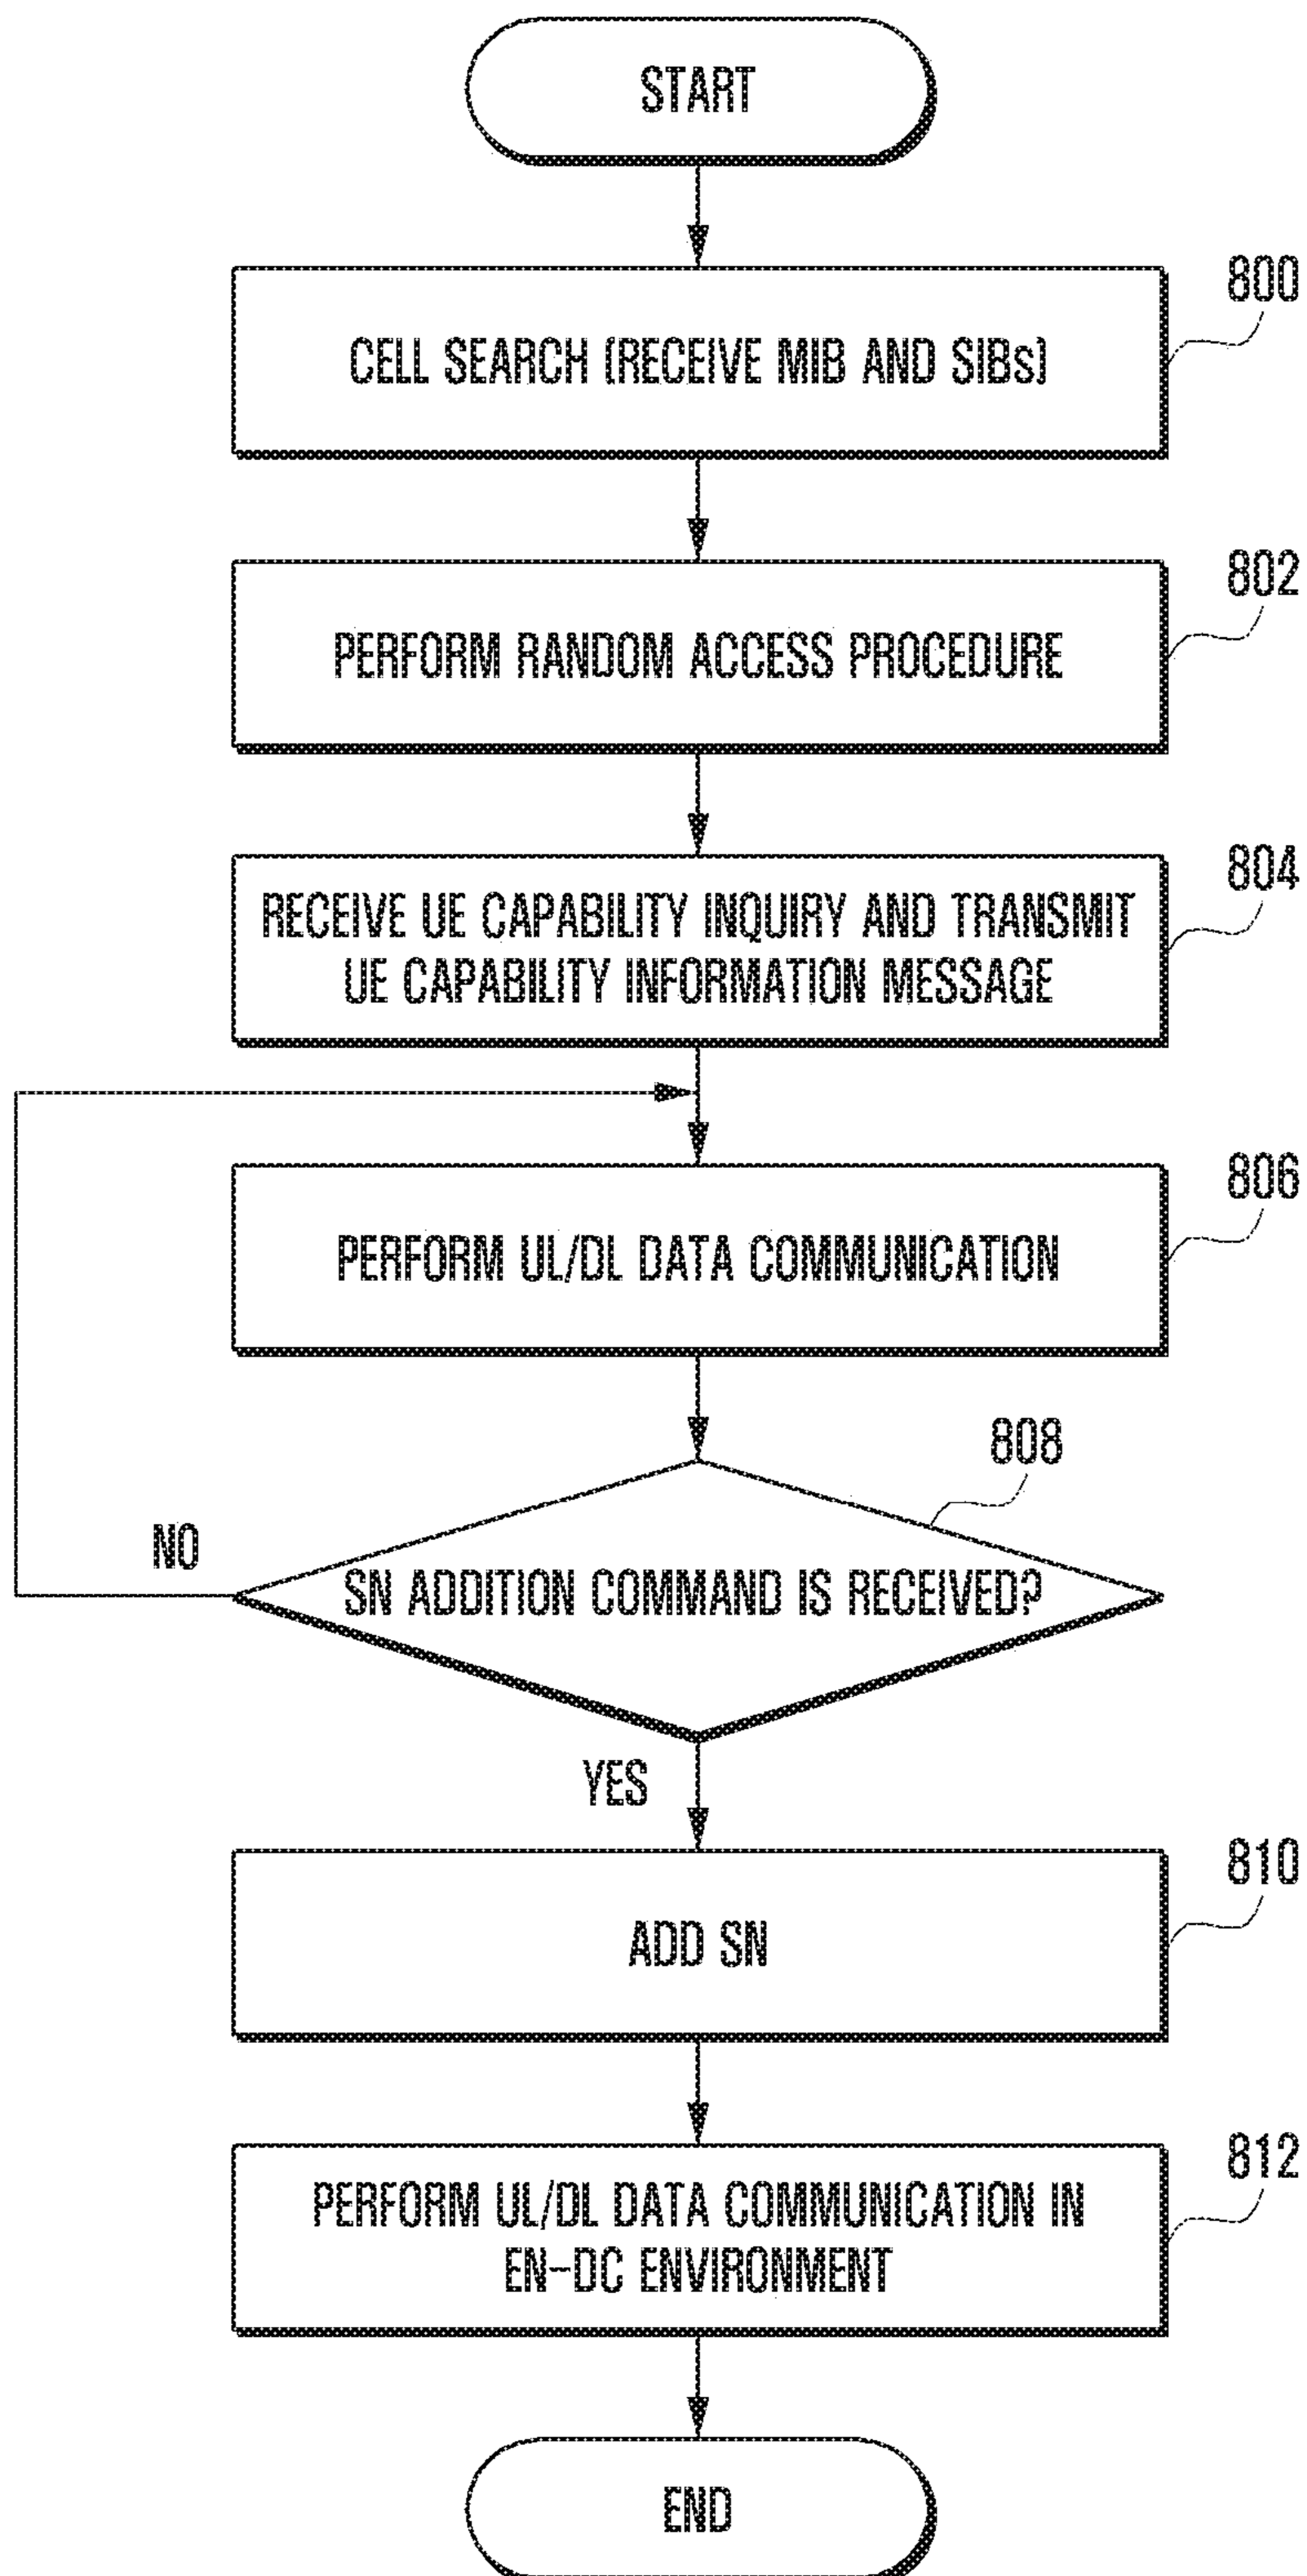 START
800
CELL SEARCH (RECEIVE MIB AND SIBs)
802
PERFORM RANDOM ACCESS PROCEDURE
804
RECEIVE UE CAPABILITY INQUIRY AND TRANSMIT
UE CAPABILITY INFORMATION MESSAGE
806
PERFORM UL/DL DATA COMMUNICATION
808
NO
SN ADDITION COMMAND IS RECEIVED?
YES
810
ADD SN
812
PERFORM UL/DL DATA COMMUNICATION IN
EN-DC ENVIRONMENT
END